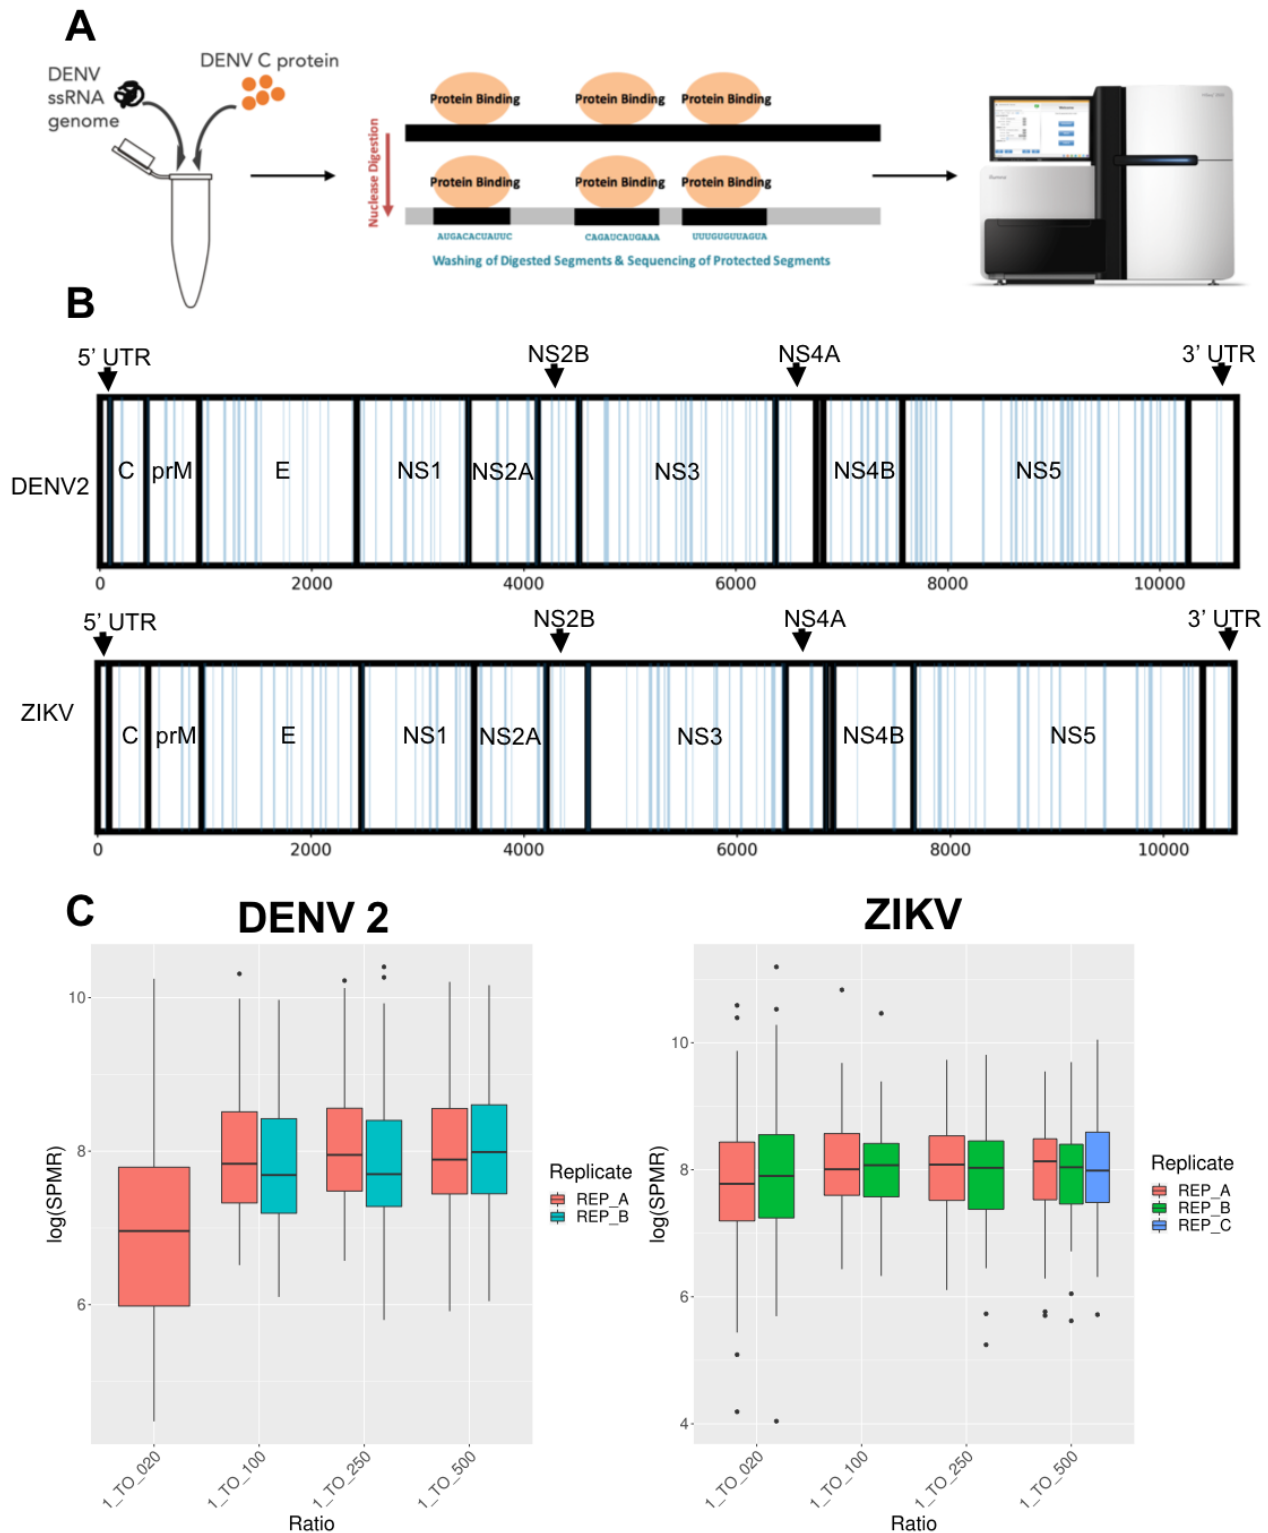 A
DENV
ssRNA
genome
DENV C protein
Nuclease Digestion
Protein Binding Protein Binding Protein Binding
Protein Binding Protein Binding Protein Binding
AUGACACUAUUC CAGAUCAUGAAA UUUGUGUUAGUA
Washing of Digested Segments & Sequencing of Protected Segments
B
5' UTR NS2B NS4A 3' UTR
DENV2
C prM E NS1 NS2A NS3 NS4B NS5
0 2000 4000 6000 8000 10000
5' UTR NS2B NS4A 3' UTR
ZIKV
C prM E NS1 NS2A NS3 NS4B NS5
0 2000 4000 6000 8000 10000
C
DENV 2
log(SPMR)
10
8
6
1_TO_020 1_TO_100 1_TO_250 1_TO_500
Ratio
Replicate
REP_A
REP_B
ZIKV
log(SPMR)
10
8
6
4
1_TO_020 1_TO_100 1_TO_250 1_TO_500
Ratio
Replicate
REP_A
REP_B
REP_C